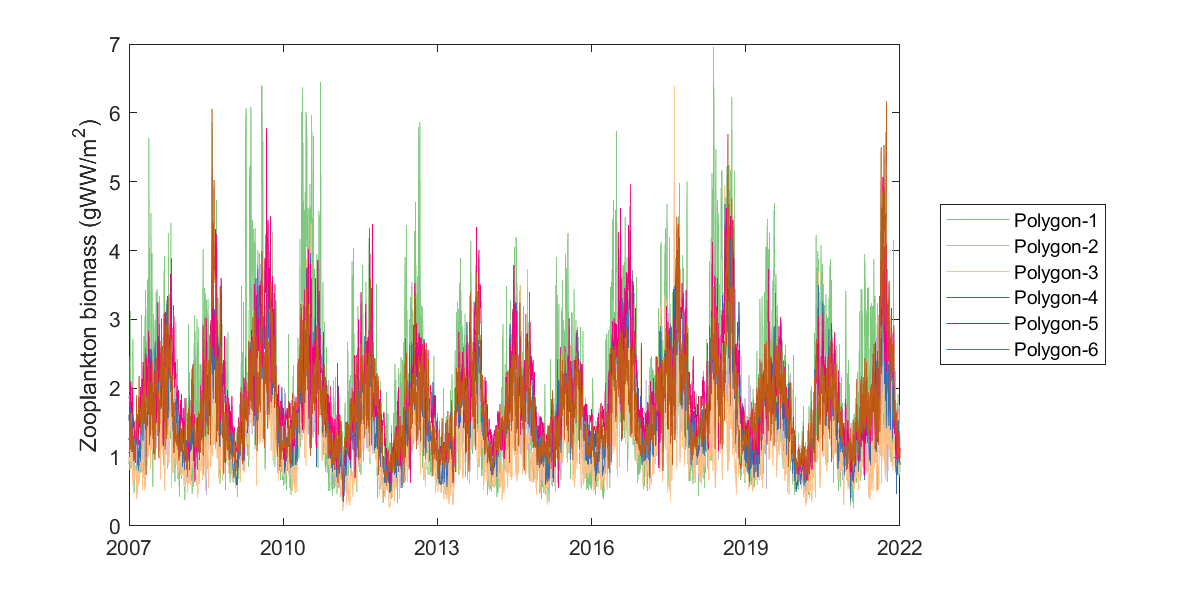 7
6
5
4
3
2
1
0
Zooplankton biomass (gWW/m²)
2007 2010 2013 2016 2019 2022
Polygon-1
Polygon-2
Polygon-3
Polygon-4
Polygon-5
Polygon-6